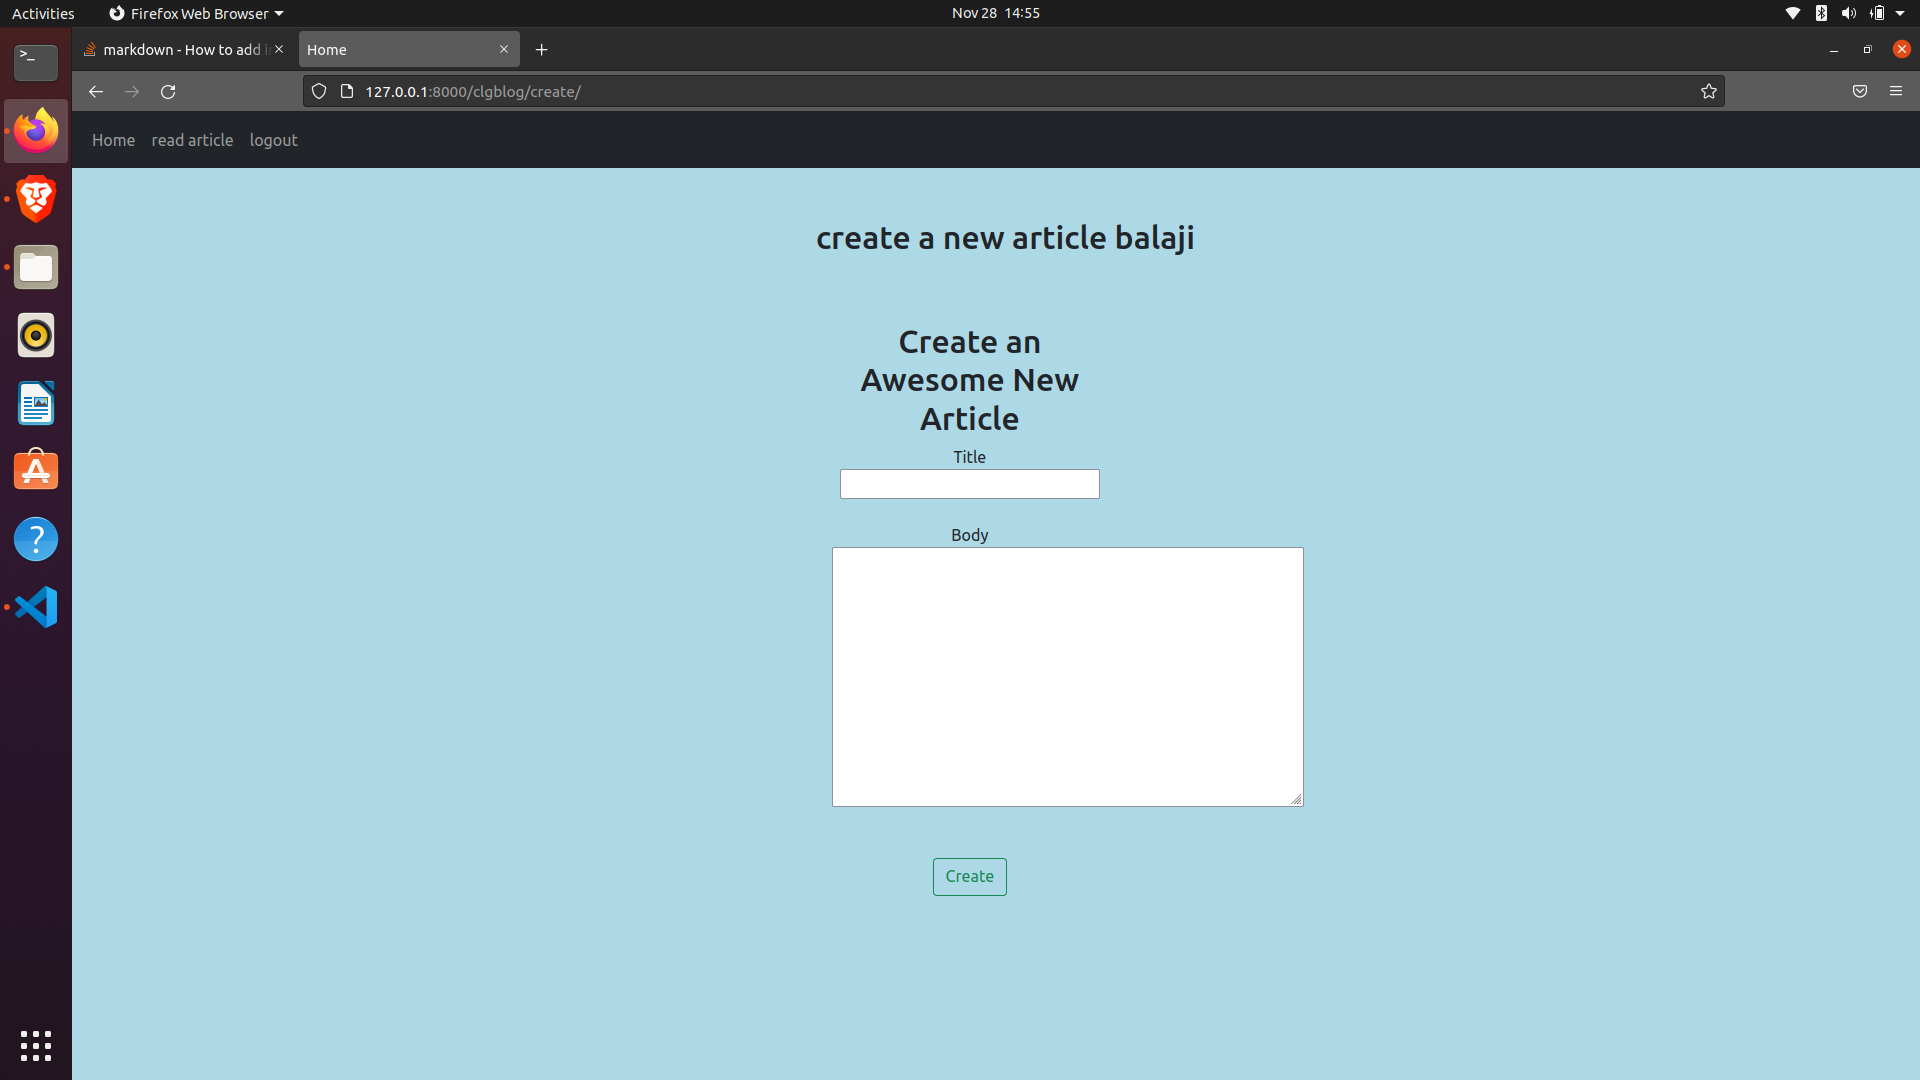 Activities
Firefox Web Browser
Nov 28 14:55
markdown - How to add i
Home
127.0.0.1:8000/clgblog/create/
Home read article logout
create a new article balaji
Create an
Awesome New
Article
Title
Body
Create